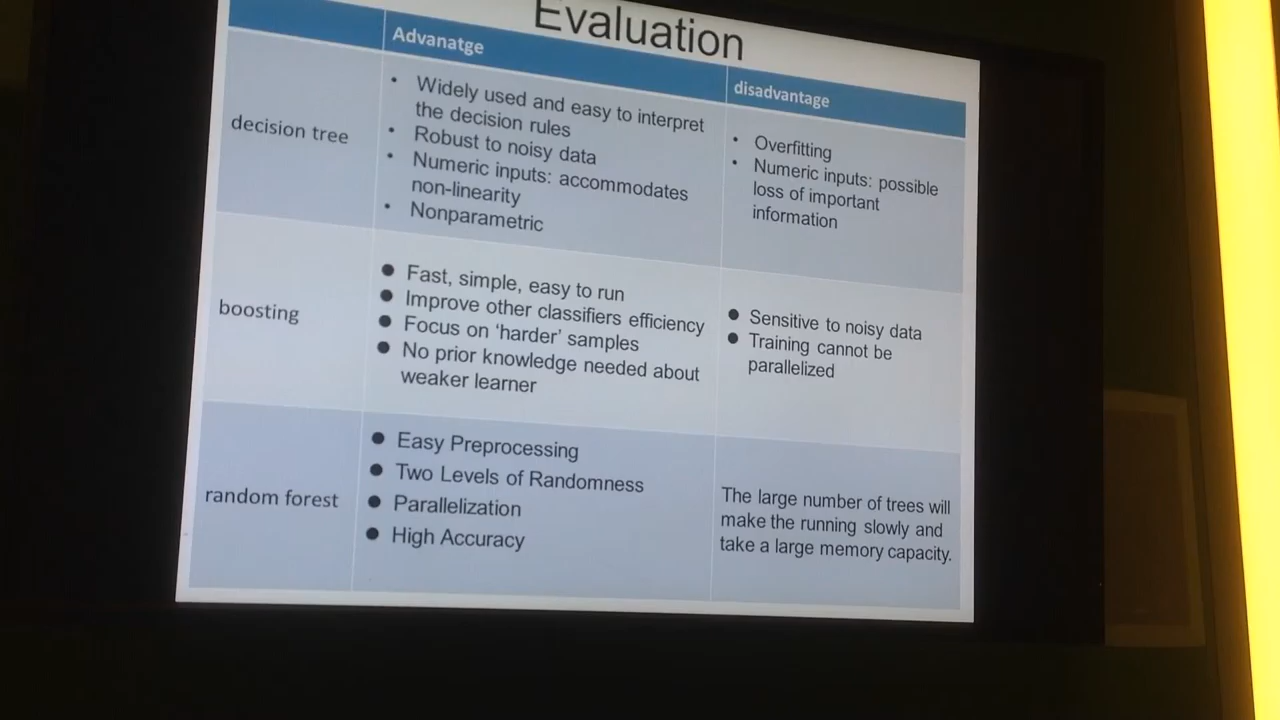 Evaluation
Advanatge
disadvantage
decision tree
• Widely used and easy to interpret
the decision rules
• Robust to noisy data
• Numeric inputs: accommodates
non-linearity
• Nonparametric
• Overfitting
• Numeric inputs: possible
loss of important
information
boosting
● Fast, simple, easy to run
● Improve other classifiers efficiency
● Focus on ‘harder’ samples
● No prior knowledge needed about
weaker learner
● Sensitive to noisy data
● Training cannot be
parallelized
random forest
● Easy Preprocessing
● Two Levels of Randomness
● Parallelization
● High Accuracy
The large number of trees will
make the running slowly and
take a large memory capacity.